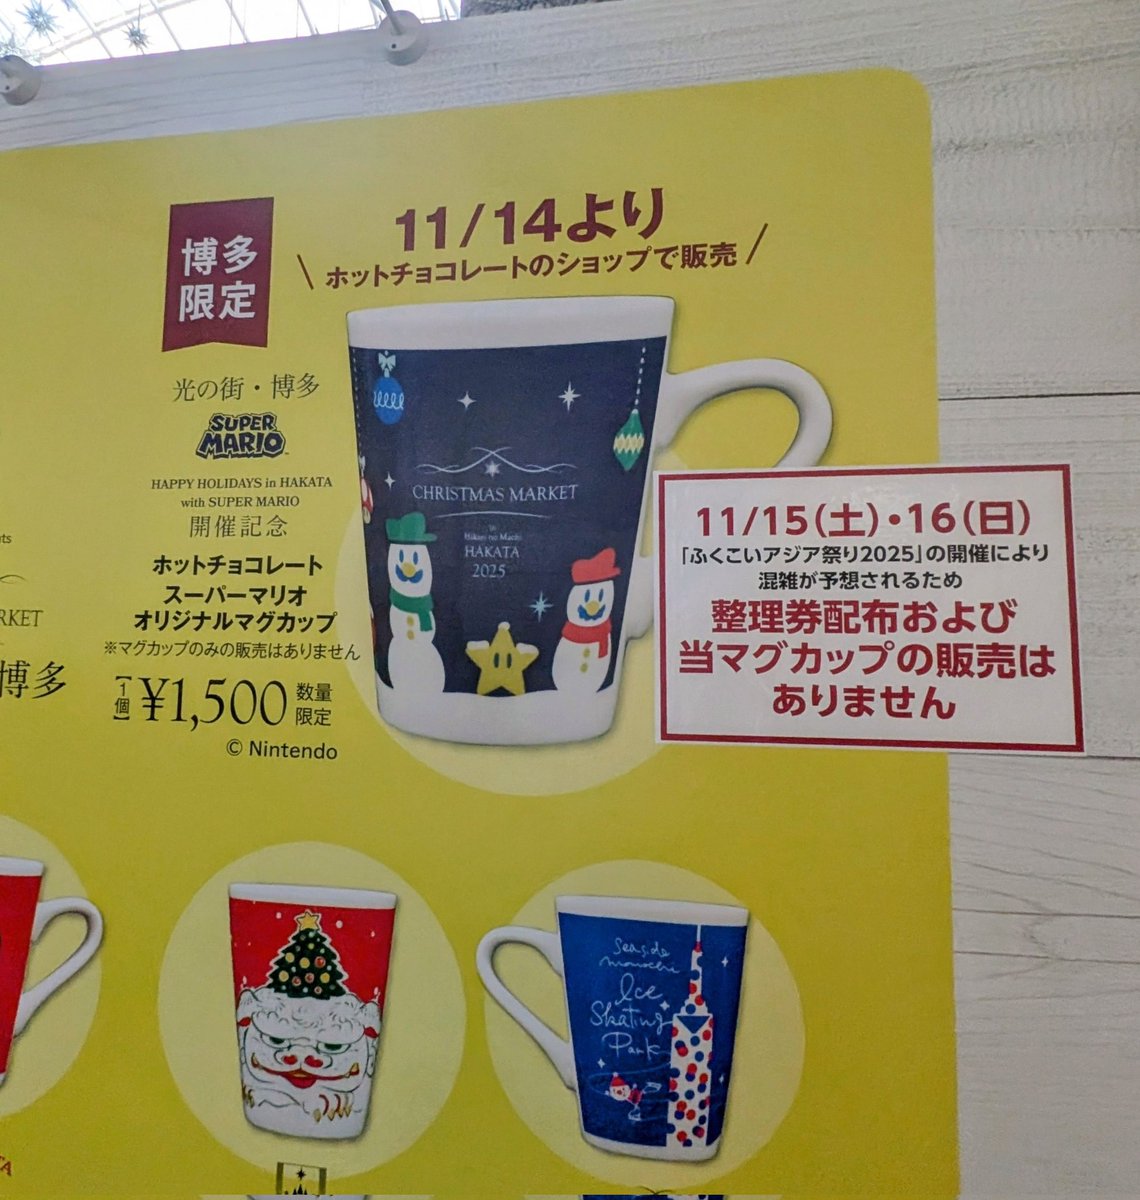 11/14より
ホットチョコレートのショップで販売
博多
限定
光の街・博多
SUPER
MARIO
HAPPY HOLIDAYS in HAKATA
with SUPER MARIO
開催記念
ホットチョコレート
スーパーマリオ
オリジナルマグカップ
※マグカップのみの販売はありません
【1個】¥1,500 数量限定
© Nintendo
CHRISTMAS MARKET
in
Hikari no Machi
HAKATA
2025
11/15(土)・16(日)
「ふくこいアジア祭り2025」の開催により
混雑が予想されるため
整理券配布および
当マグカップの販売は
ありません
RKET
博多
Seaside
momochi
Ice
Skating
Park